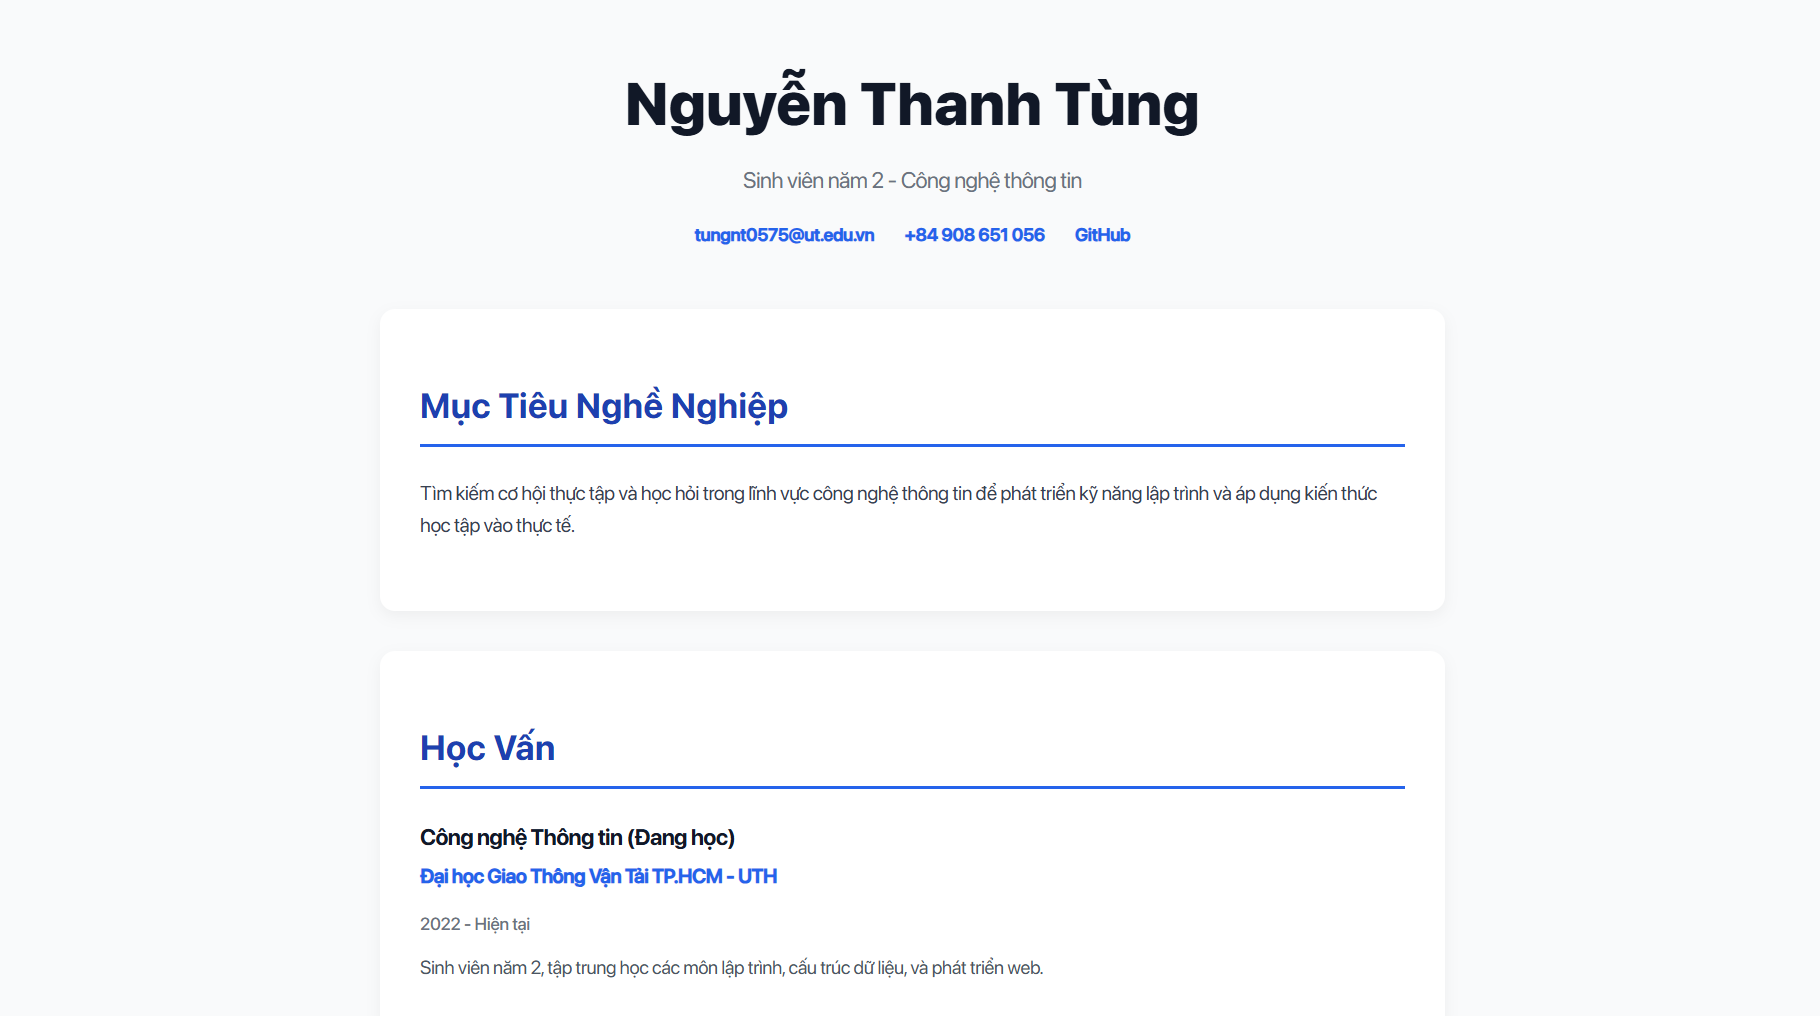 Nguyễn Thanh Tùng
Sinh viên năm 2 - Công nghệ thông tin
tungnt0575@ut.edu.vn +84 908 651 056 GitHub
Mục Tiêu Nghề Nghiệp
Tìm kiếm cơ hội thực tập và học hỏi trong lĩnh vực công nghệ thông tin để phát triển kỹ năng lập trình và áp dụng kiến thức
học tập vào thực tế.
Học Vấn
Công nghệ Thông tin (Đang học)
Đại học Giao Thông Vận Tải TP.HCM - UTH
2022 - Hiện tại
Sinh viên năm 2, tập trung học các môn lập trình, cấu trúc dữ liệu, và phát triển web.